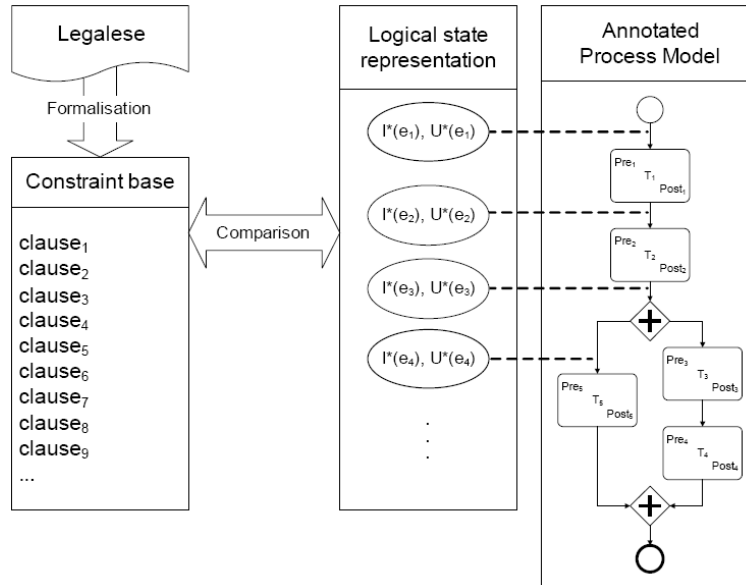 Legalese
Formalisation
Constraint base
clause₁
clause₂
clause₃
clause₄
clause₅
clause₆
clause₇
clause₈
clause₉
...
Comparison
Logical state
representation
I*(e₁), U*(e₁)
I*(e₂), U*(e₂)
I*(e₃), U*(e₃)
I*(e₄), U*(e₄)
.
.
.
Annotated
Process Model
Pre₁
T₁
Post₁
Pre₂
T₂
Post₂
Pre₅
T₅
Post₅
Pre₃
T₃
Post₃
Pre₄
T₄
Post₄